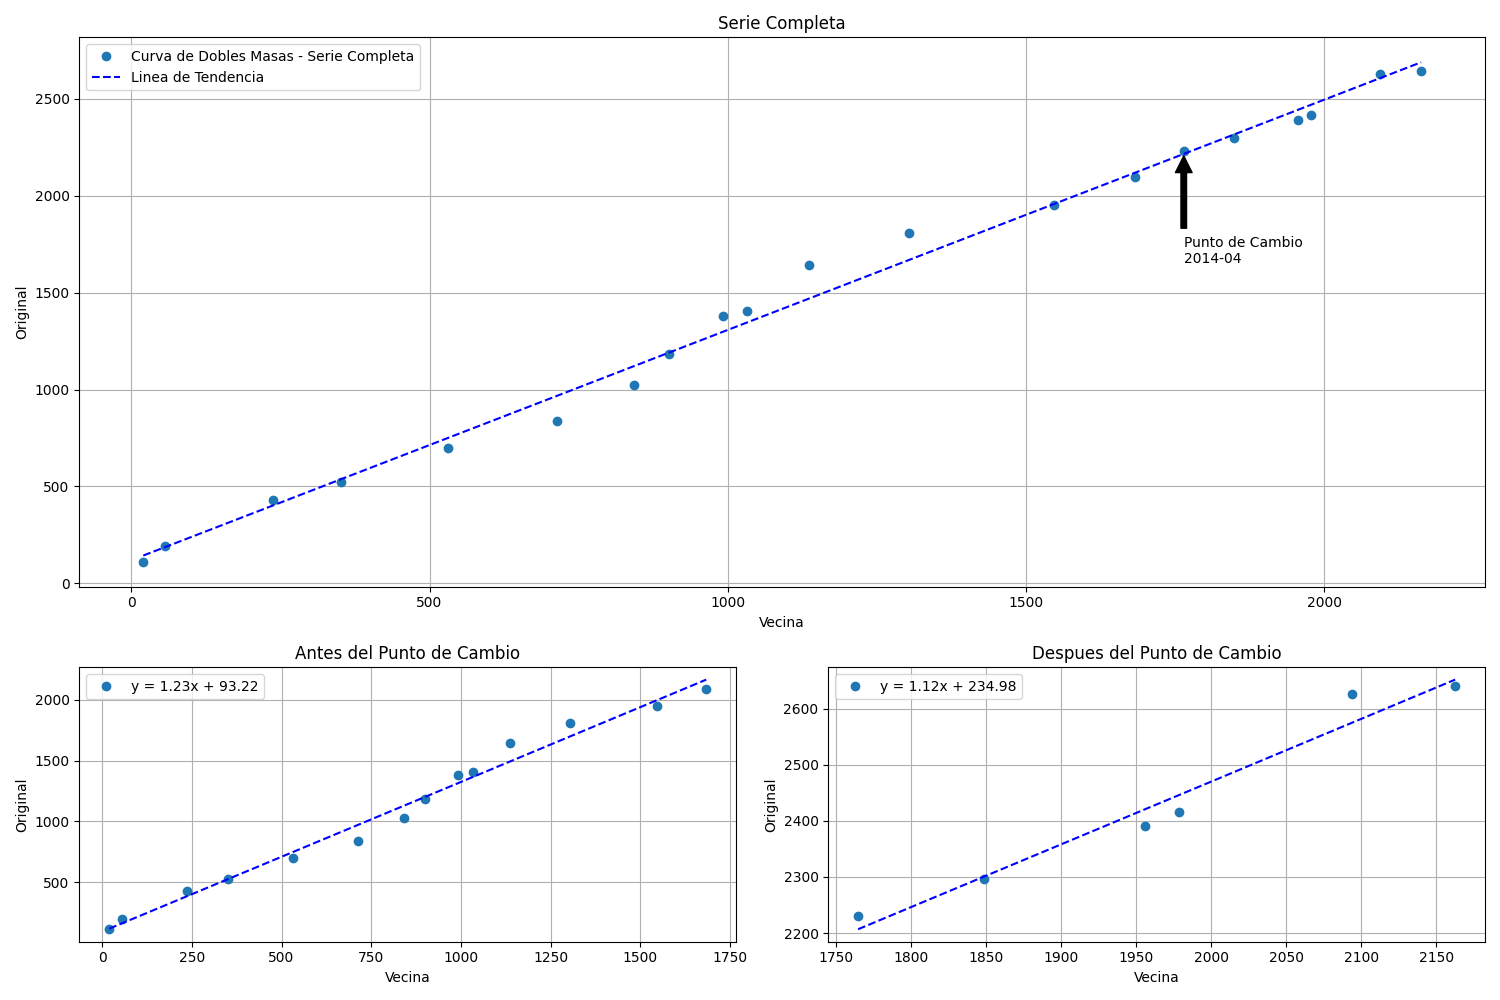 Serie Completa
Curva de Dobles Masas - Serie Completa
Linea de Tendencia
2500
2000
1500
1000
500
0
Original
Punto de Cambio
2014-04
0 500 1000 1500 2000
Vecina
Antes del Punto de Cambio
y = 1.23x + 93.22
2000
1500
1000
500
Original
0 250 500 750 1000 1250 1500 1750
Vecina
Despues del Punto de Cambio
y = 1.12x + 234.98
2600
2500
2400
2300
2200
Original
1750 1800 1850 1900 1950 2000 2050 2100 2150
Vecina